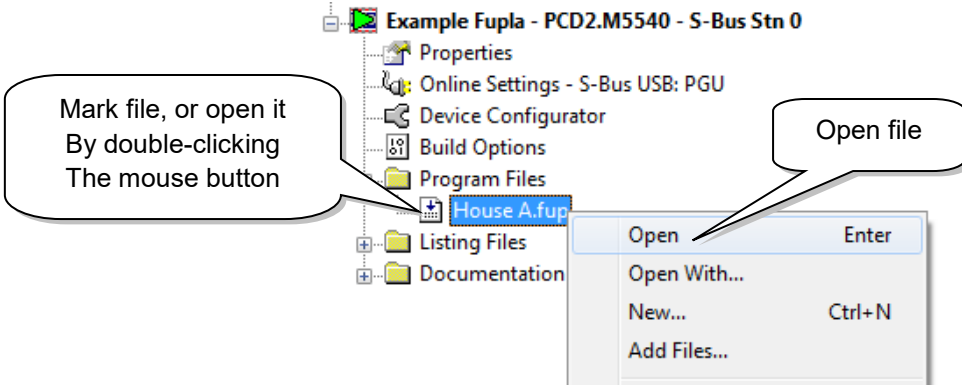 Example Fupla - PCD2.M5540 - S-Bus Stn 0
Properties
Online Settings - S-Bus USB: PGU
Device Configurator
Build Options
Program Files
House A.fup
Listing Files
Documentation
Mark file, or open it
By double-clicking
The mouse button
Open file
Open Enter
Open With...
New... Ctrl+N
Add Files...